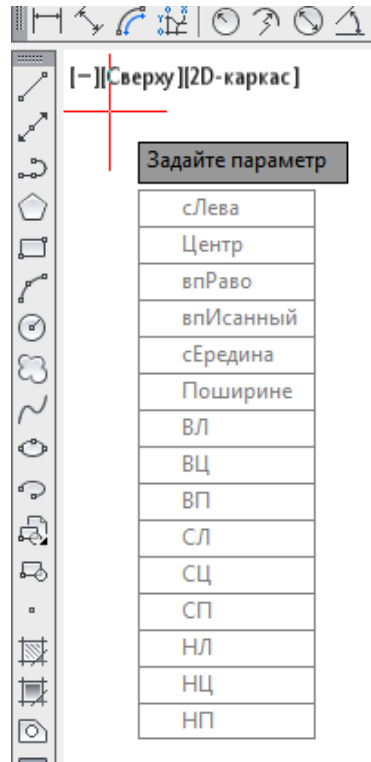 [−][Сверху][2D-каркас]
Задайте параметр
сЛева
Центр
впРаво
впИсанный
сЕредина
Поширине
ВЛ
ВЦ
ВП
СЛ
СЦ
СП
НЛ
НЦ
НП